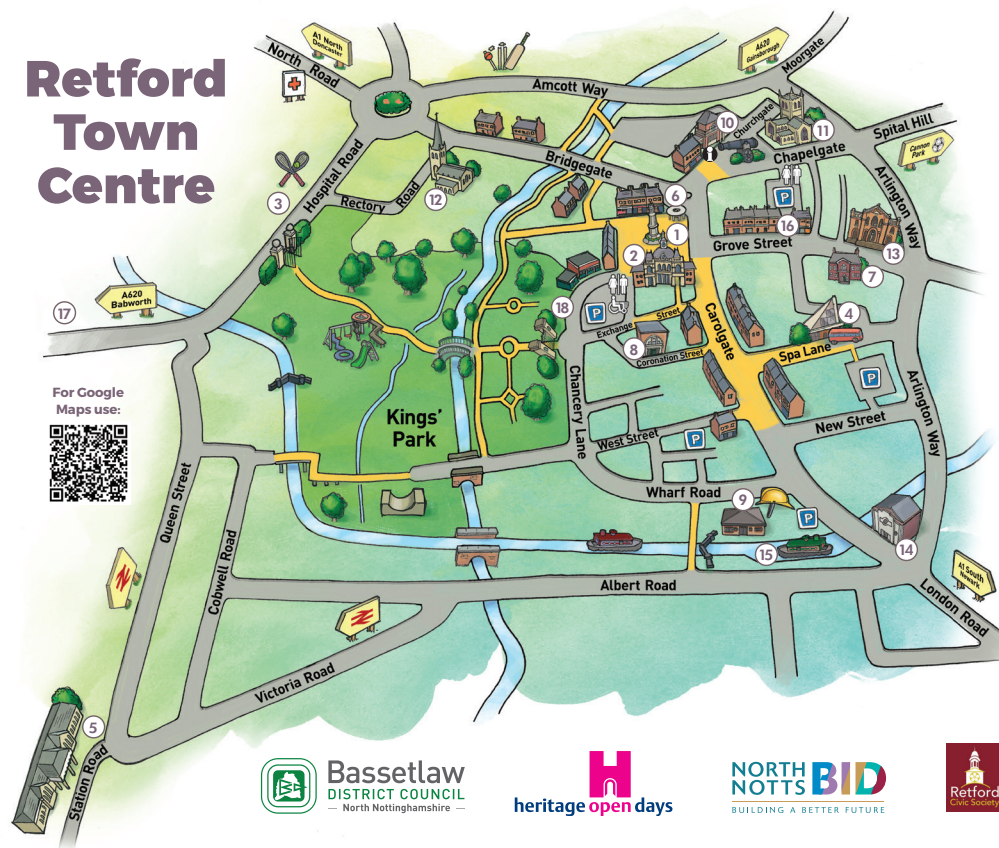 Retford
Town
Centre
A1 North
Doncaster
North Road
A620
Gainsborough
Moorgate
Amcott Way
10
Churchgate
11
Spital Hill
Cannon
Park
Chapelgate
i
Bridgegate
Hospital Road
3
Rectory Road
12
6
P
16
Arlington Way
1
Grove Street
13
2
7
A620
Babworth
17
18
P
Exchange Street
Carolgate
4
8
Coronation Street
Spa Lane
P
For Google
Maps use:
Kings'
Park
Chancery Lane
Arlington Way
West Street
P
New Street
Queen Street
Wharf Road
9
P
14
15
Cobwell Road
Albert Road
A1 South
Newark
London Road
Victoria Road
5
Station Road
Bassetlaw
DISTRICT COUNCIL
North Nottinghamshire
heritage open days
NORTH
NOTTS
BID
BUILDING A BETTER FUTURE
Retford
Civic Society